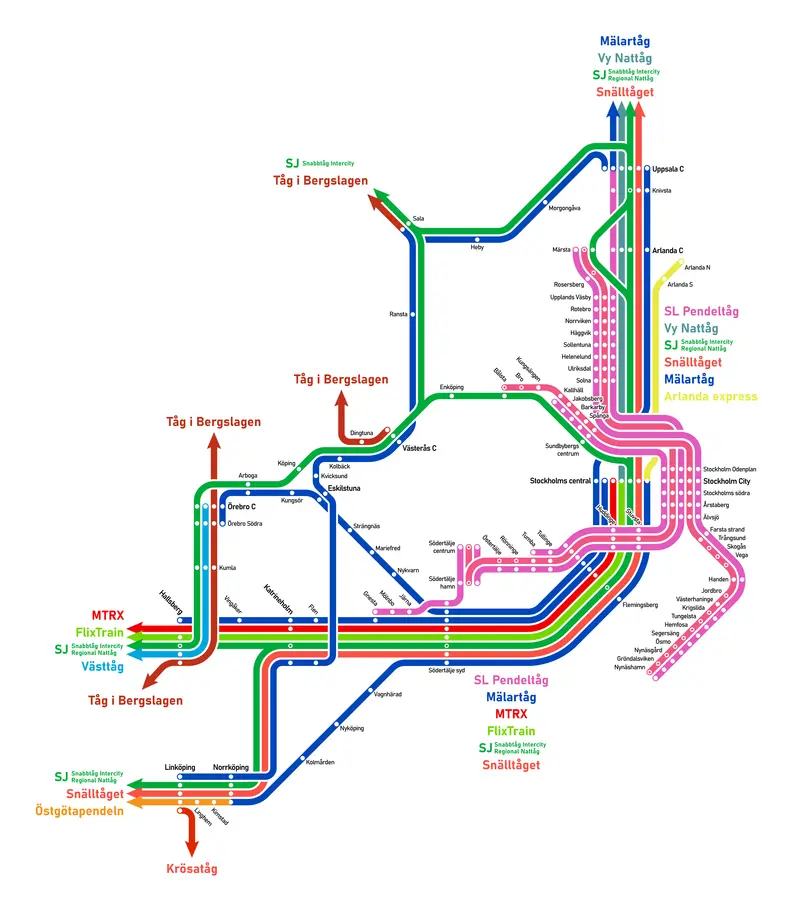 Mälartåg
Vy Nattåg
SJ Snabbtåg Intercity
Regional Nattåg
Snälltåget
SJ Snabbtåg Intercity
Tåg i Bergslagen
Uppsala C
Knivsta
Morgongåva
Sala
Heby
Märsta
Arlanda C
Arlanda N
Arlanda S
Rosersberg
Upplands Väsby
Rotebro
Norrviken
Häggvik
Sollentuna
Helenelund
Ulriksdal
Solna
Ransta
SL Pendeltåg
Vy Nattåg
SJ Snabbtåg Intercity
Regional Nattåg
Snälltåget
Mälartåg
Arlanda express
Tåg i Bergslagen
Enköping
Bålsta
Bro
Kungsängen
Kallhäll
Jakobsberg
Barkarby
Spånga
Tåg i Bergslagen
Dingtuna
Västerås C
Sundbybergs
centrum
Köping
Kolbäck
Kvicksund
Eskilstuna
Arboga
Kungsör
Stockholms central
Stockholm Odenplan
Stockholm City
Stockholms södra
Årstaberg
Älvsjö
Örebro C
Örebro Södra
Strängnäs
Mariefred
Nykvarn
Huddinge
Stuvsta
Farsta strand
Trångsund
Skogås
Vega
Södertälje
centrum
Östertälje
Rönninge
Tumba
Tullinge
Kumla
Södertälje
hamn
Handen
Jordbro
Västerhaninge
Krigslida
Tungelsta
Hemfosa
Segersäng
Ösmo
Nynäsgård
Gröndalsviken
Nynäshamn
Hallsberg
Vingåker
Katrineholm
Flen
Gnesta
Mölnbo
Järna
Flemingsberg
MTRX
FlixTrain
SJ Snabbtåg Intercity
Regional Nattåg
Västtåg
Tåg i Bergslagen
Södertälje syd
SL Pendeltåg
Mälartåg
MTRX
FlixTrain
SJ Snabbtåg Intercity
Regional Nattåg
Snälltåget
Vagnhärad
Nyköping
Kolmården
Linköping
Norrköping
SJ Snabbtåg Intercity
Regional Nattåg
Snälltåget
Östgötapendeln
Linghem
Kimstad
Krösatåg